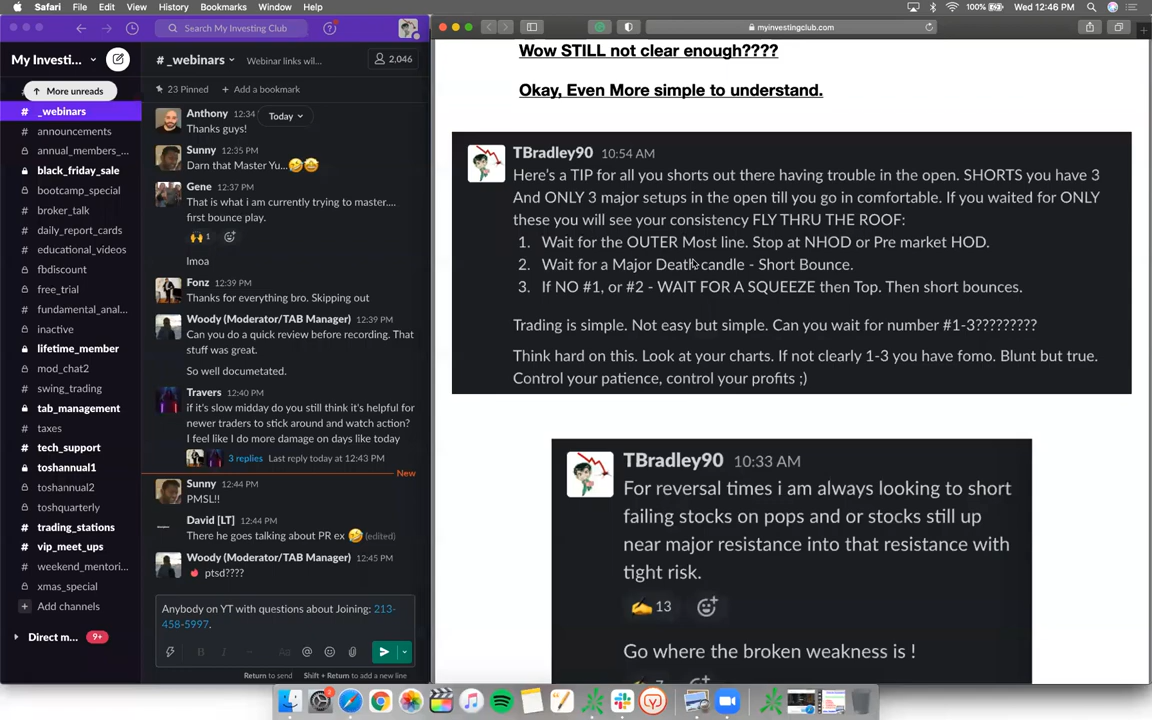 Safari File Edit View History Bookmarks Window Help
100% Wed 12:46 PM
Search My Investing Club
My Investi...
More unreads
# _webinars
# announcements
annual_members_...
black_friday_sale
# bookcamp_special
# broker_talk
# daily_report_cards
# educational_videos
fbdiscount
free_trial
# fundamental_anal...
inactive
lifetime_member
mod_chat2
# swing_trading
tab_management
# taxes
# tech_support
toshannual1
toshannual2
toshquarterly
# trading_stations
# vip_meet_ups
# weekend_mentori...
xmas_special
Add channels
Direct m... 9+
# _webinars Webinar links wil... 2,046
23 Pinned + Add a bookmark
Today
Anthony 12:34
Thanks guys!
Sunny 12:35 PM
Darn that Master Yu...🤣🤩
Gene 12:37 PM
That is what i am currently trying to master....
first bounce play.
🙌 1
lmoa
Fonz 12:39 PM
Thanks for everything bro. Skipping out
Woody (Moderator/TAB Manager) 12:39 PM
Can you do a quick review before recording. That
stuff was great.
So well documetated.
Travers 12:40 PM
if it's slow midday do you still think it's helpful for
newer traders to stick around and watch action?
I feel like I do more damage on days like today
3 replies Last reply today at 12:43 PM
New
Sunny 12:44 PM
PMSL!!
David [LT] 12:44 PM
There he goes talking about PR ex 🤣 (edited)
Woody (Moderator/TAB Manager) 12:45 PM
ptsd????
Anybody on YT with questions about Joining: 213-
458-5997.
Return to send Shift + Return to add a new line
myinvestingclub.com
Wow STILL not clear enough????
Okay, Even More simple to understand.
TBradley90 10:54 AM
Here's a TIP for all you shorts out there having trouble in the open. SHORTS you have 3
And ONLY 3 major setups in the open till you go in comfortable. If you waited for ONLY
these you will see your consistency FLY THRU THE ROOF:
1. Wait for the OUTER Most line. Stop at NHOD or Pre market HOD.
2. Wait for a Major Death candle - Short Bounce.
3. If NO #1, or #2 - WAIT FOR A SQUEEZE then Top. Then short bounces.
Trading is simple. Not easy but simple. Can you wait for number #1-3?????????
Think hard on this. Look at your charts. If not clearly 1-3 you have fomo. Blunt but true.
Control your patience, control your profits ;)
TBradley90 10:33 AM
For reversal times i am always looking to short
failing stocks on pops and or stocks still up
near major resistance into that resistance with
tight risk.
✍️ 13
Go where the broken weakness is !